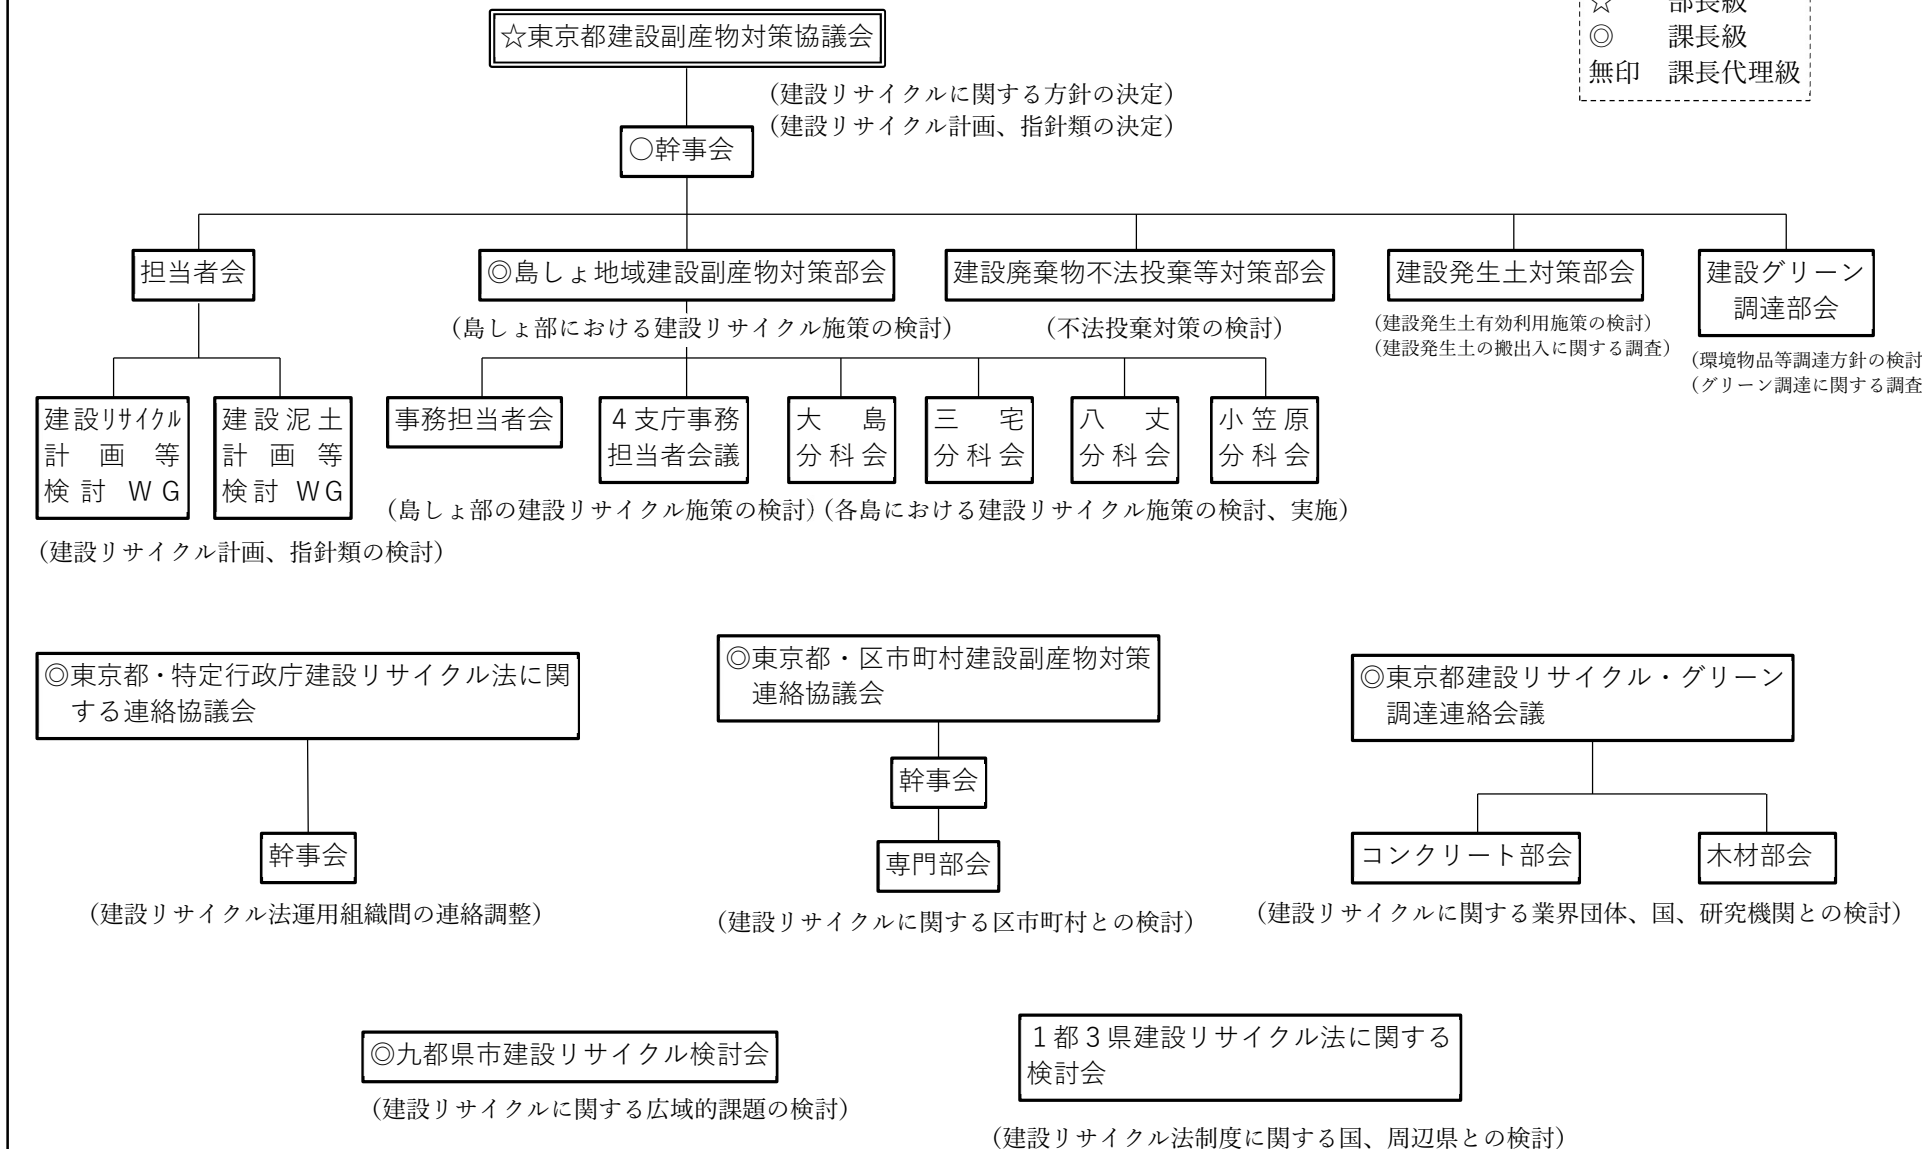 ☆　部長級
◎　課長級
無印　課長代理級
☆東京都建設副産物対策協議会
（建設リサイクルに関する方針の決定）
（建設リサイクル計画、指針類の決定）
○幹事会
担当者会
◎島しょ地域建設副産物対策部会
建設廃棄物不法投棄等対策部会
建設発生土対策部会
建設グリーン
調達部会
（島しょ部における建設リサイクル施策の検討）
（不法投棄対策の検討）
（建設発生土有効利用施策の検討）
（建設発生土の搬出入に関する調査）
（環境物品等調達方針の検討
（グリーン調達に関する調査
建設リサイクル
計画等
検討WG
建設泥土
計画等
検討WG
事務担当者会
４支庁事務
担当者会議
大島
分科会
三宅
分科会
八丈
分科会
小笠原
分科会
（島しょ部の建設リサイクル施策の検討）（各島における建設リサイクル施策の検討、実施）
（建設リサイクル計画、指針類の検討）
◎東京都・特定行政庁建設リサイクル法に関
する連絡協議会
幹事会
（建設リサイクル法運用組織間の連絡調整）
◎東京都・区市町村建設副産物対策
連絡協議会
幹事会
専門部会
（建設リサイクルに関する区市町村との検討）
◎東京都建設リサイクル・グリーン
調達連絡会議
コンクリート部会
木材部会
（建設リサイクルに関する業界団体、国、研究機関との検討）
◎九都県市建設リサイクル検討会
（建設リサイクルに関する広域的課題の検討）
１都３県建設リサイクル法に関する
検討会
（建設リサイクル法制度に関する国、周辺県との検討）